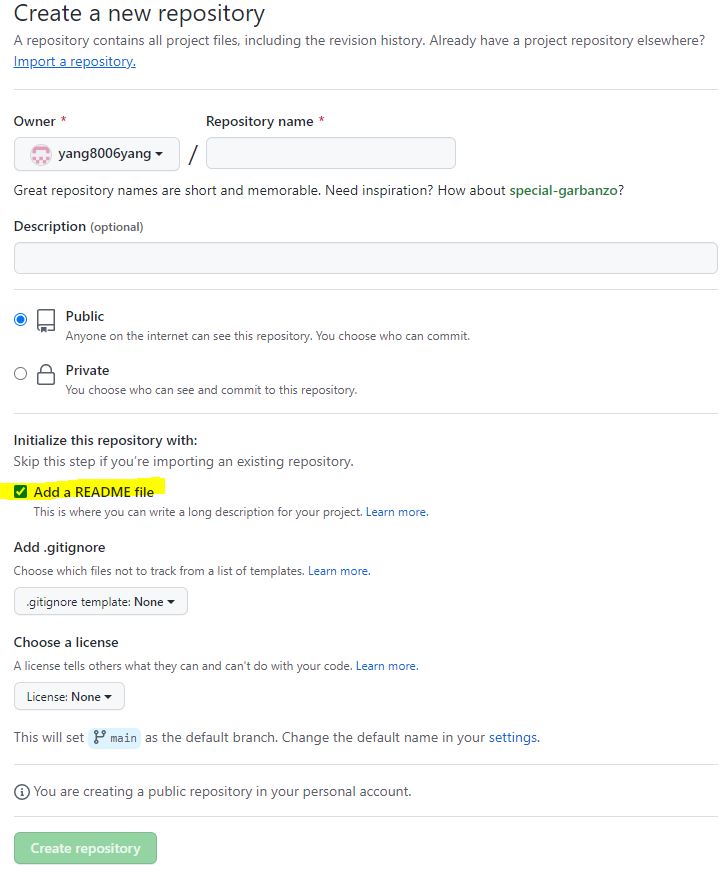 Create a new repository
A repository contains all project files, including the revision history. Already have a project repository elsewhere?
Import a repository.
Owner *
Repository name *
yang8006yang
/
Great repository names are short and memorable. Need inspiration? How about special-garbanzo?
Description (optional)
Public
Anyone on the internet can see this repository. You choose who can commit.
Private
You choose who can see and commit to this repository.
Initialize this repository with:
Skip this step if you’re importing an existing repository.
Add a README file
This is where you can write a long description for your project. Learn more.
Add .gitignore
Choose which files not to track from a list of templates. Learn more.
.gitignore template: None
Choose a license
A license tells others what they can and can't do with your code. Learn more.
License: None
This will set main as the default branch. Change the default name in your settings.
You are creating a public repository in your personal account.
Create repository